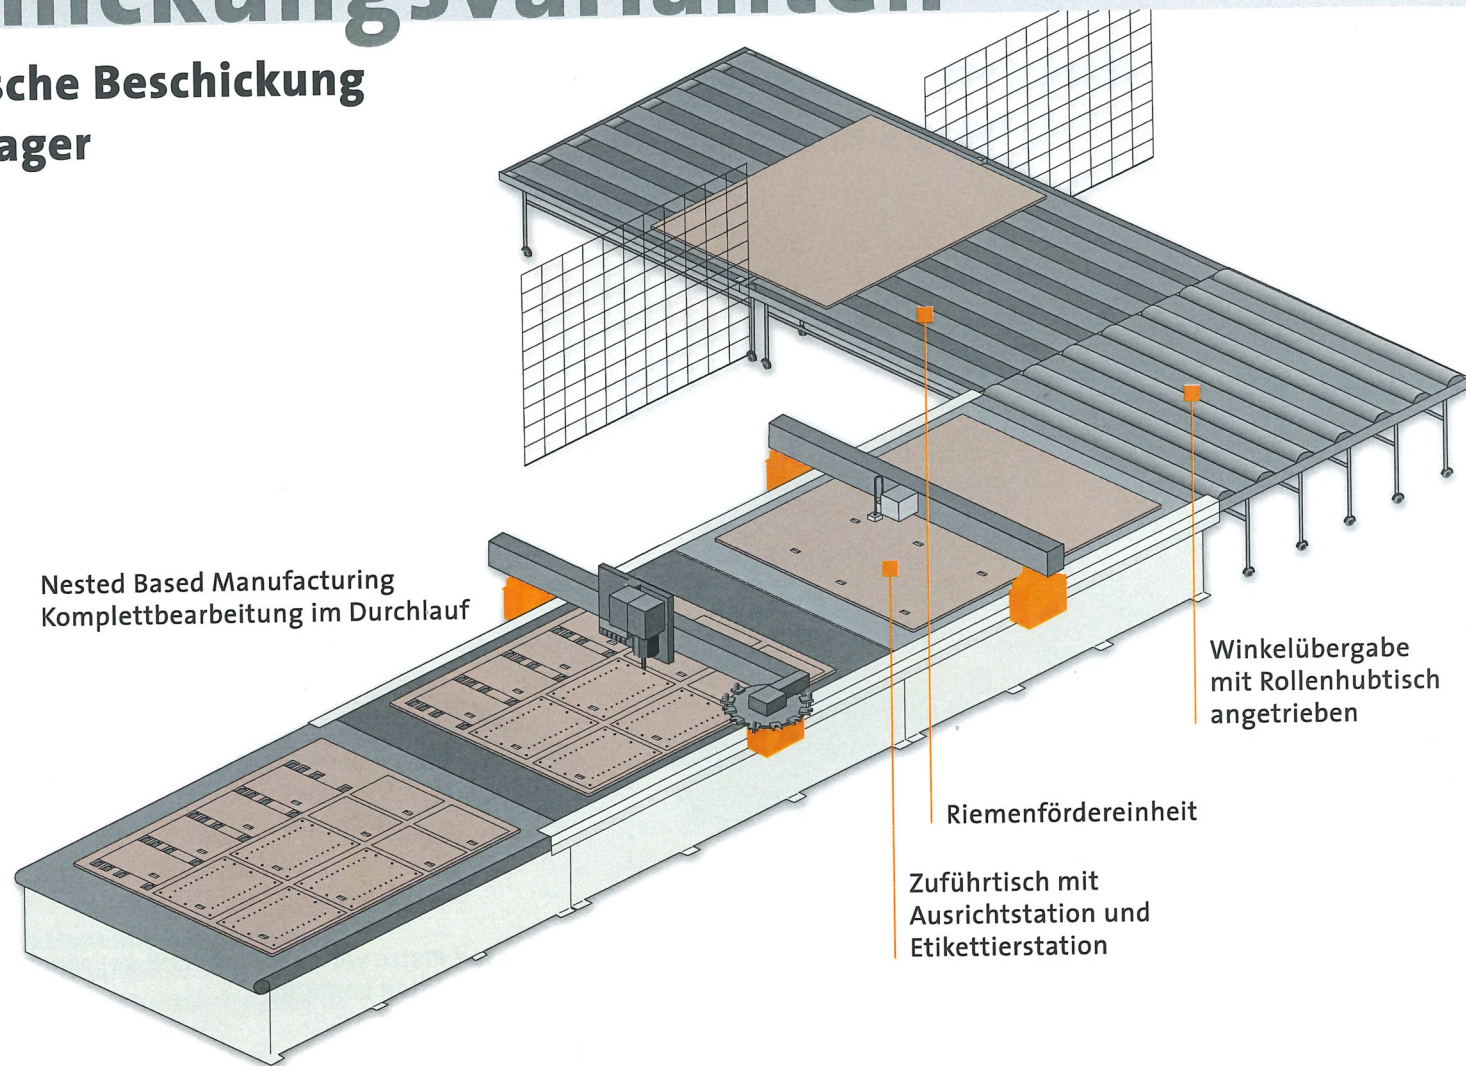 sche Beschickung
ager
Nested Based Manufacturing
Komplettbearbeitung im Durchlauf
Winkelübergabe
mit Rollenhubtisch
angetrieben
Riemenfördereinheit
Zuführtisch mit
Ausrichtstation und
Etikettierstation